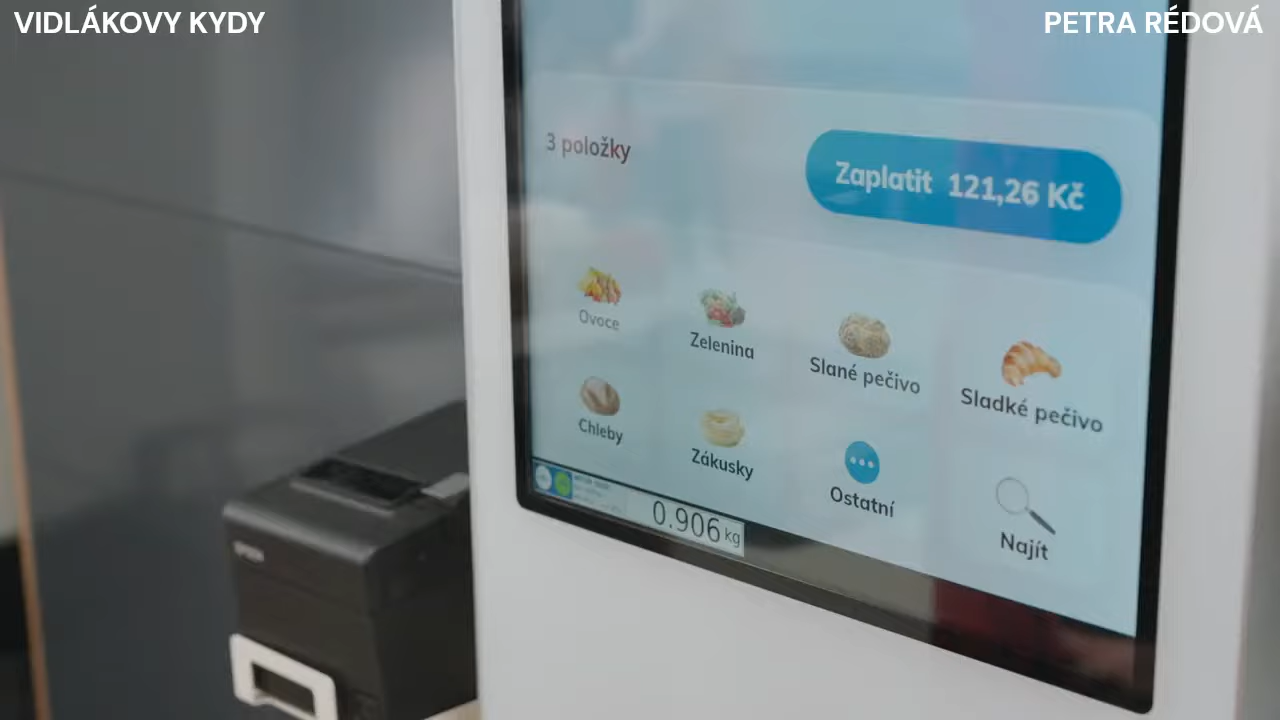 VIDLÁKOVY KYDY
PETRA RÉDOVÁ
3 položky
Zaplatit 121,26 Kč
Ovoce
Zelenina
Slané pečivo
Sladké pečivo
Chleby
Zákusky
Ostatní
Najít
0.906 kg
EPSON